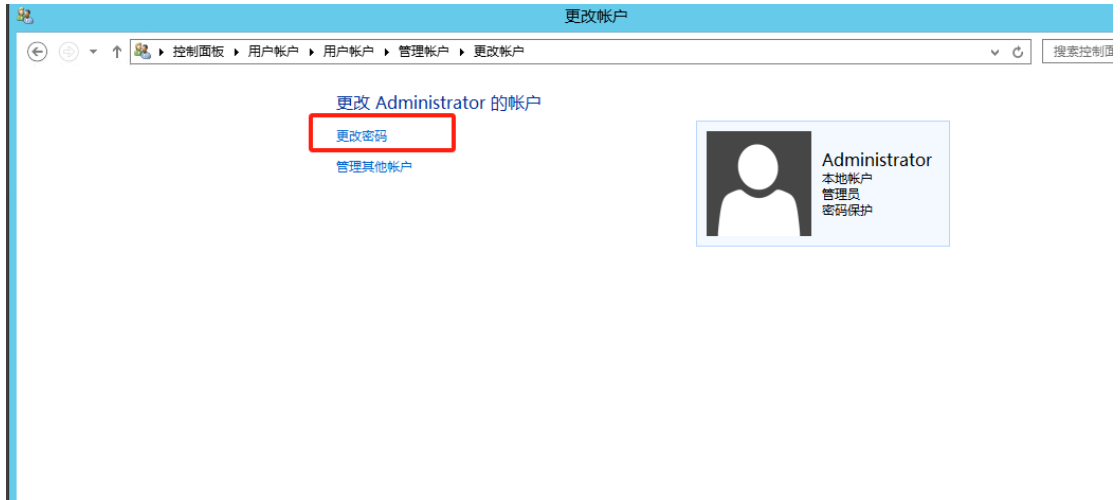 更改帐户
控制面板 用户帐户 用户帐户 管理帐户 更改帐户
搜索控制面
更改 Administrator 的帐户
更改密码
管理其他帐户
Administrator
本地帐户
管理员
密码保护